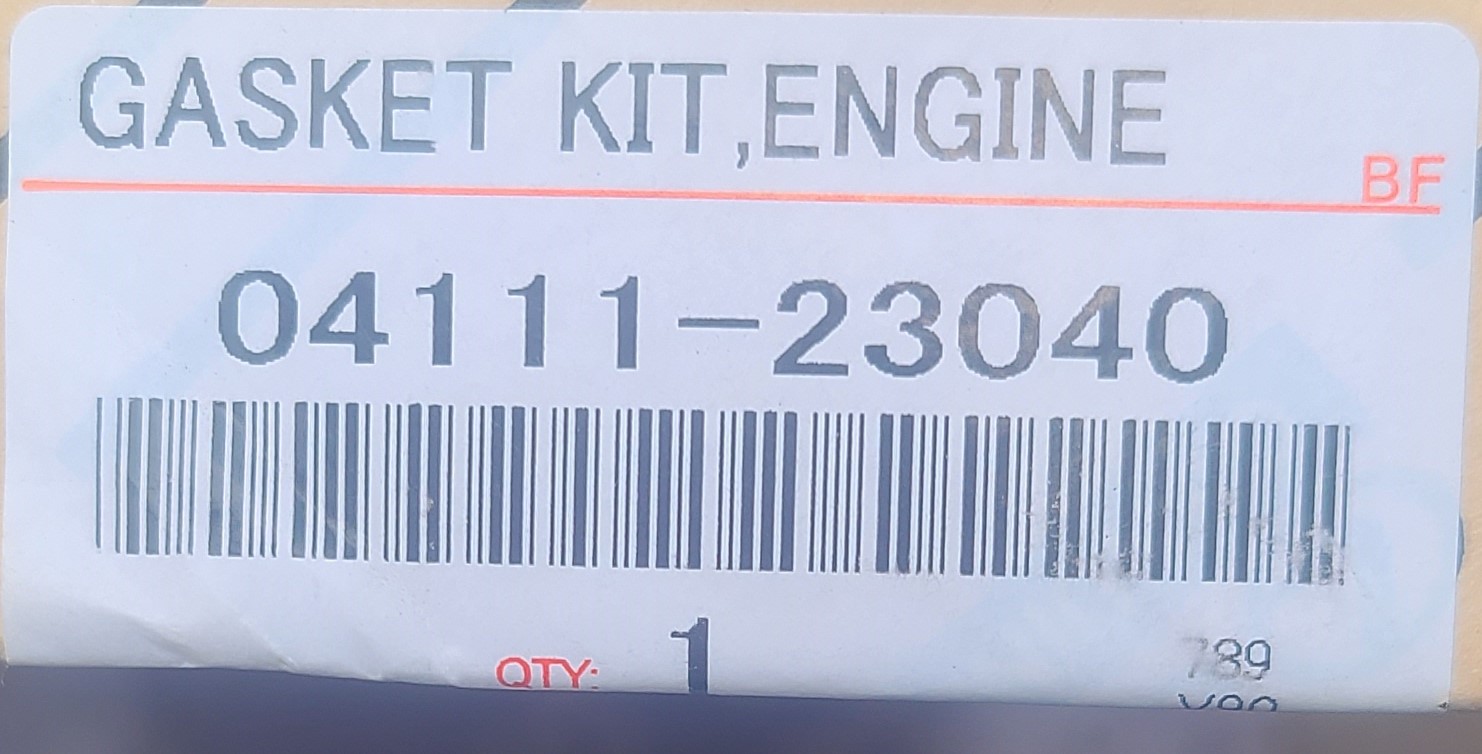 GASKET KIT,ENGINE
BF
04111-23040
QTY: 1
789